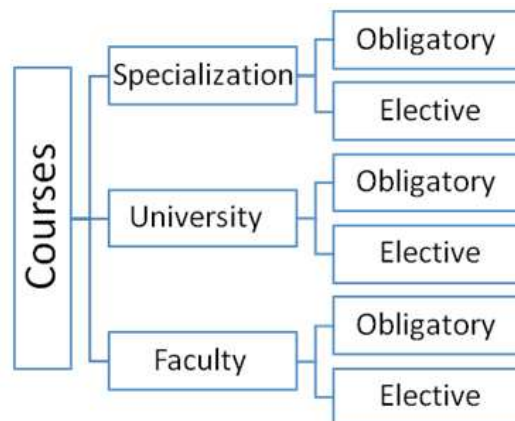 Courses
Specialization
Obligatory
Elective
University
Obligatory
Elective
Faculty
Obligatory
Elective